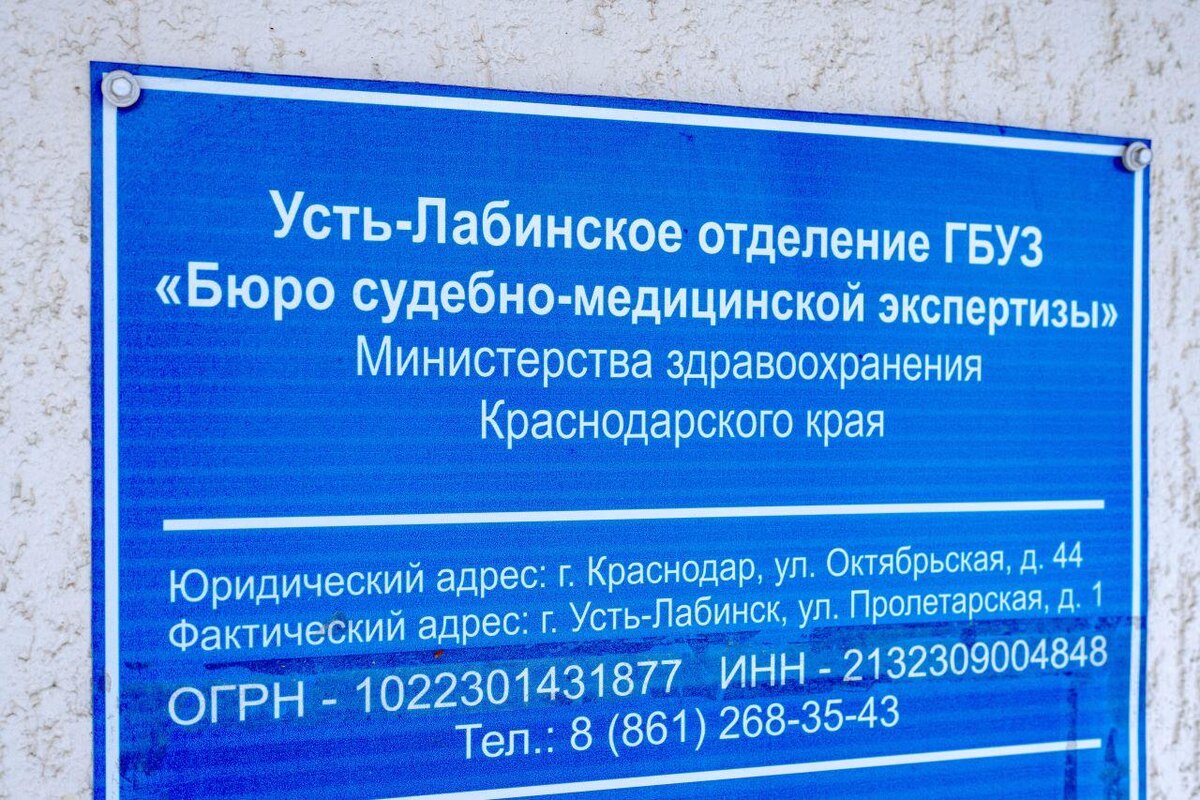 Усть-Лабинское отделение ГБУЗ
«Бюро судебно-медицинской экспертизы»
Министерства здравоохранения
Краснодарского края
Юридический адрес: г. Краснодар, ул. Октябрьская, д. 44
Фактический адрес: г. Усть-Лабинск, ул. Пролетарская, д. 1
ОГРН - 1022301431877 ИНН - 2132309004848
Тел.: 8 (861) 268-35-43